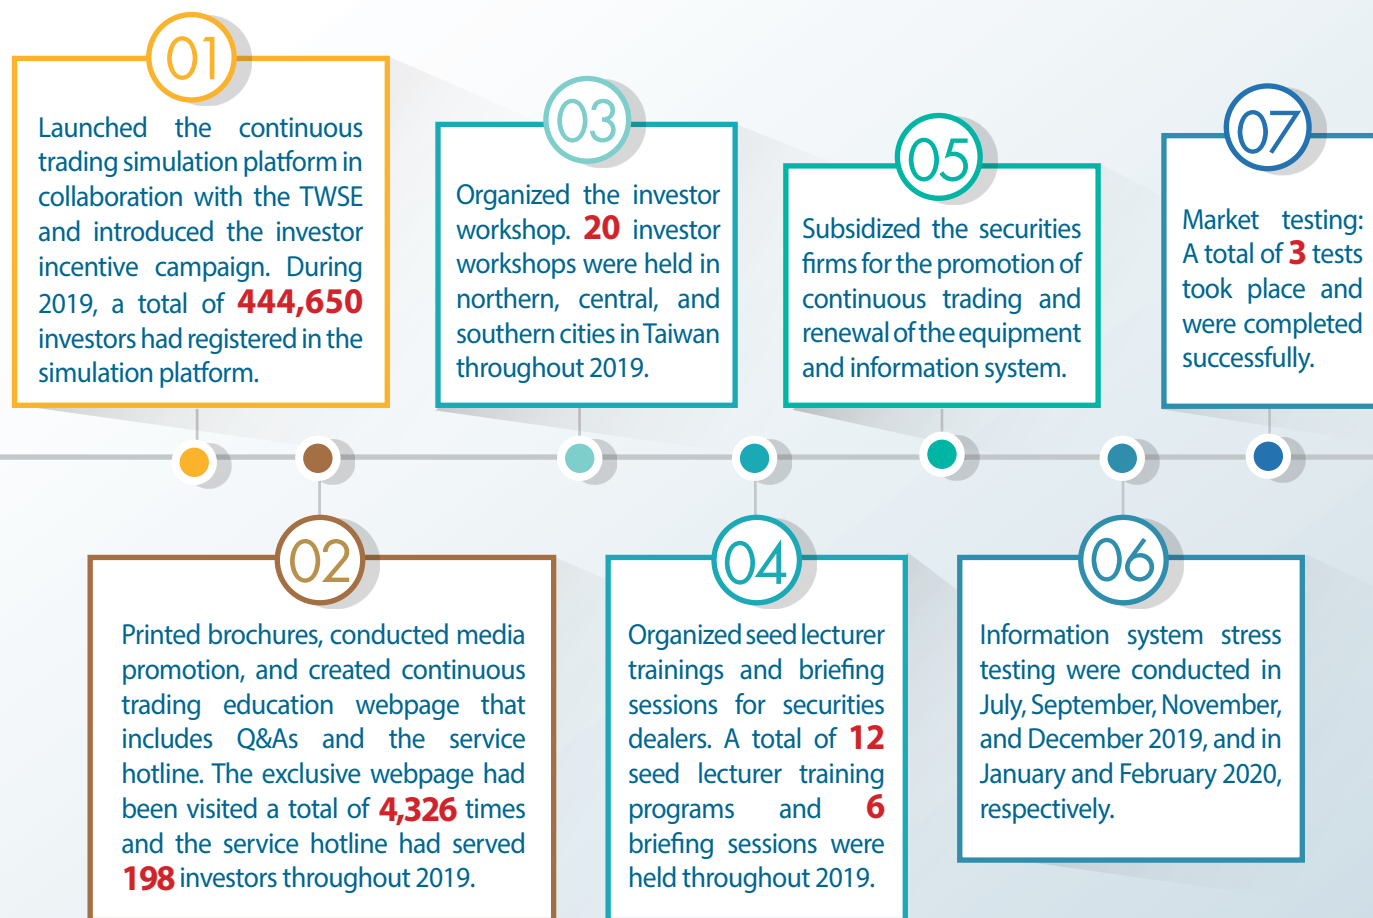 01
Launched the continuous
trading simulation platform in
collaboration with the TWSE
and introduced the investor
incentive campaign. During
2019, a total of 444,650
investors had registered in the
simulation platform.
02
Printed brochures, conducted media
promotion, and created continuous
trading education webpage that
includes Q&As and the service
hotline. The exclusive webpage had
been visited a total of 4,326 times
and the service hotline had served
198 investors throughout 2019.
03
Organized the investor
workshop. 20 investor
workshops were held in
northern, central, and
southern cities in Taiwan
throughout 2019.
04
Organized seed lecturer
trainings and briefing
sessions for securities
dealers. A total of 12
seed lecturer training
programs and 6
briefing sessions were
held throughout 2019.
05
Subsidized the securities
firms for the promotion of
continuous trading and
renewal of the equipment
and information system.
06
Information system stress
testing were conducted in
July, September, November,
and December 2019, and in
January and February 2020,
respectively.
07
Market testing:
A total of 3 tests
took place and
were completed
successfully.